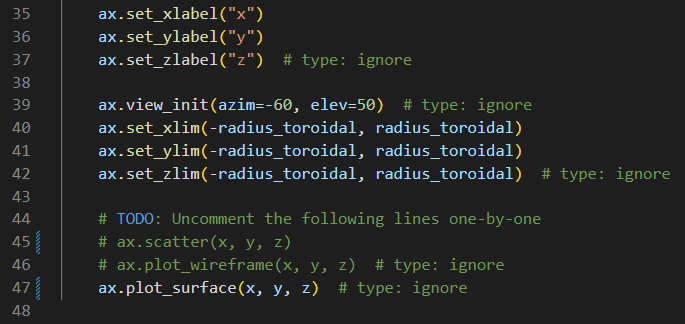 35 ax.set_xlabel("x")
36 ax.set_ylabel("y")
37 ax.set_zlabel("z")  # type: ignore
38
39 ax.view_init(azim=-60, elev=50)  # type: ignore
40 ax.set_xlim(-radius_toroidal, radius_toroidal)
41 ax.set_ylim(-radius_toroidal, radius_toroidal)
42 ax.set_zlim(-radius_toroidal, radius_toroidal)  # type: ignore
43
44 # TODO: Uncomment the following lines one-by-one
45 # ax.scatter(x, y, z)
46 # ax.plot_wireframe(x, y, z)  # type: ignore
47 ax.plot_surface(x, y, z)  # type: ignore
48